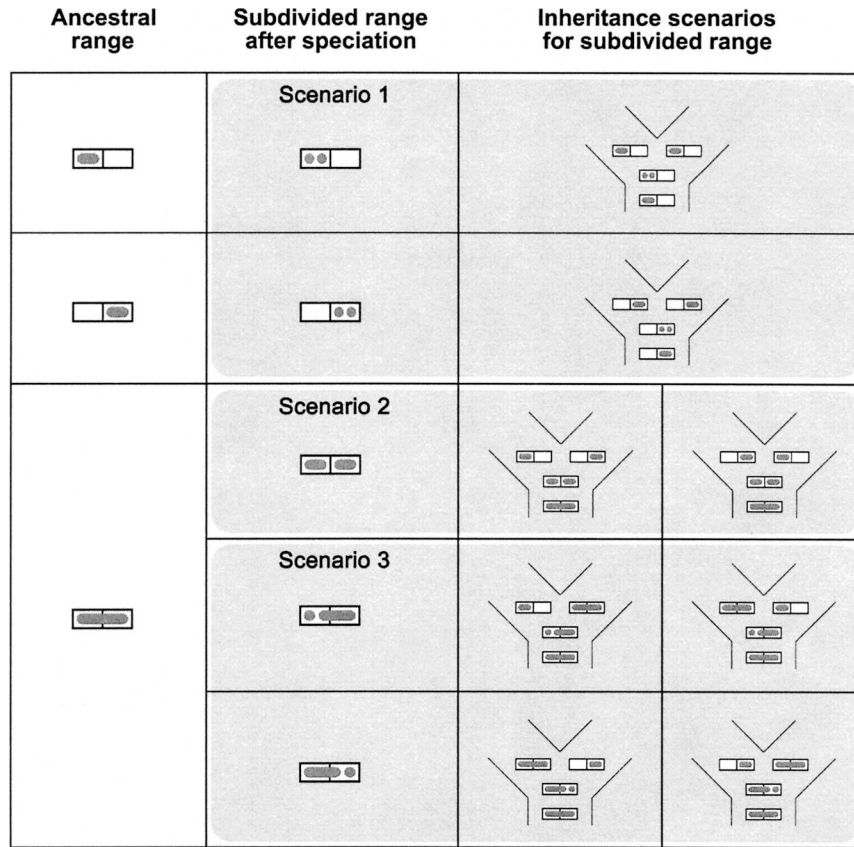 Ancestral
range
Subdivided range
after speciation
Inheritance scenarios
for subdivided range
Scenario 1
Scenario 2
Scenario 3